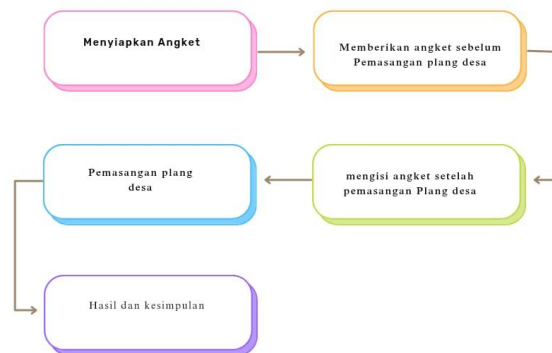 Menyiapkan Angket
Memberikan angket sebelum
Pemasangan plang desa
mengisi angket setelah
pemasangan Plang desa
Pemasangan plang
desa
Hasil dan kesimpulan